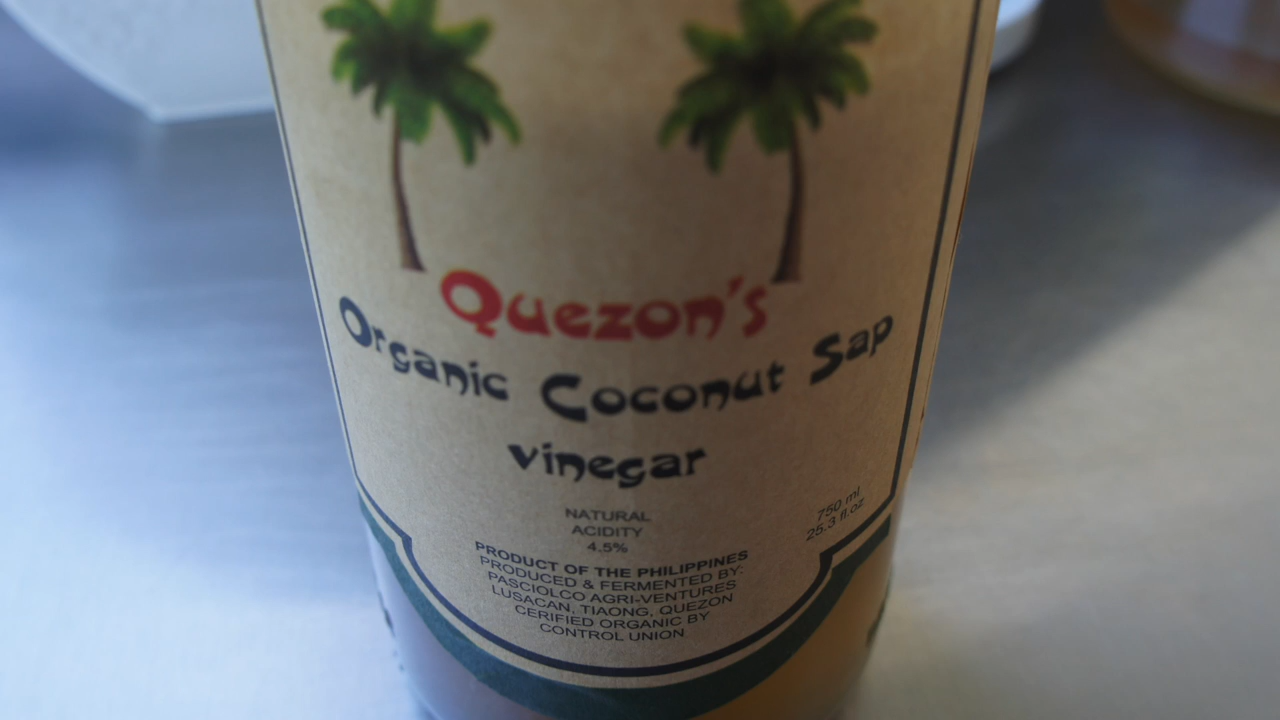 Quezon's
Organic Coconut Sap
vinegar
NATURAL
ACIDITY
4.5%
750 ml
25.3 fl.oz
PRODUCT OF THE PHILIPPINES
PRODUCED & FERMENTED BY:
PASCIOLCO AGRI-VENTURES
LUSACAN, TIAONG, QUEZON
CERIFIED ORGANIC BY
CONTROL UNION